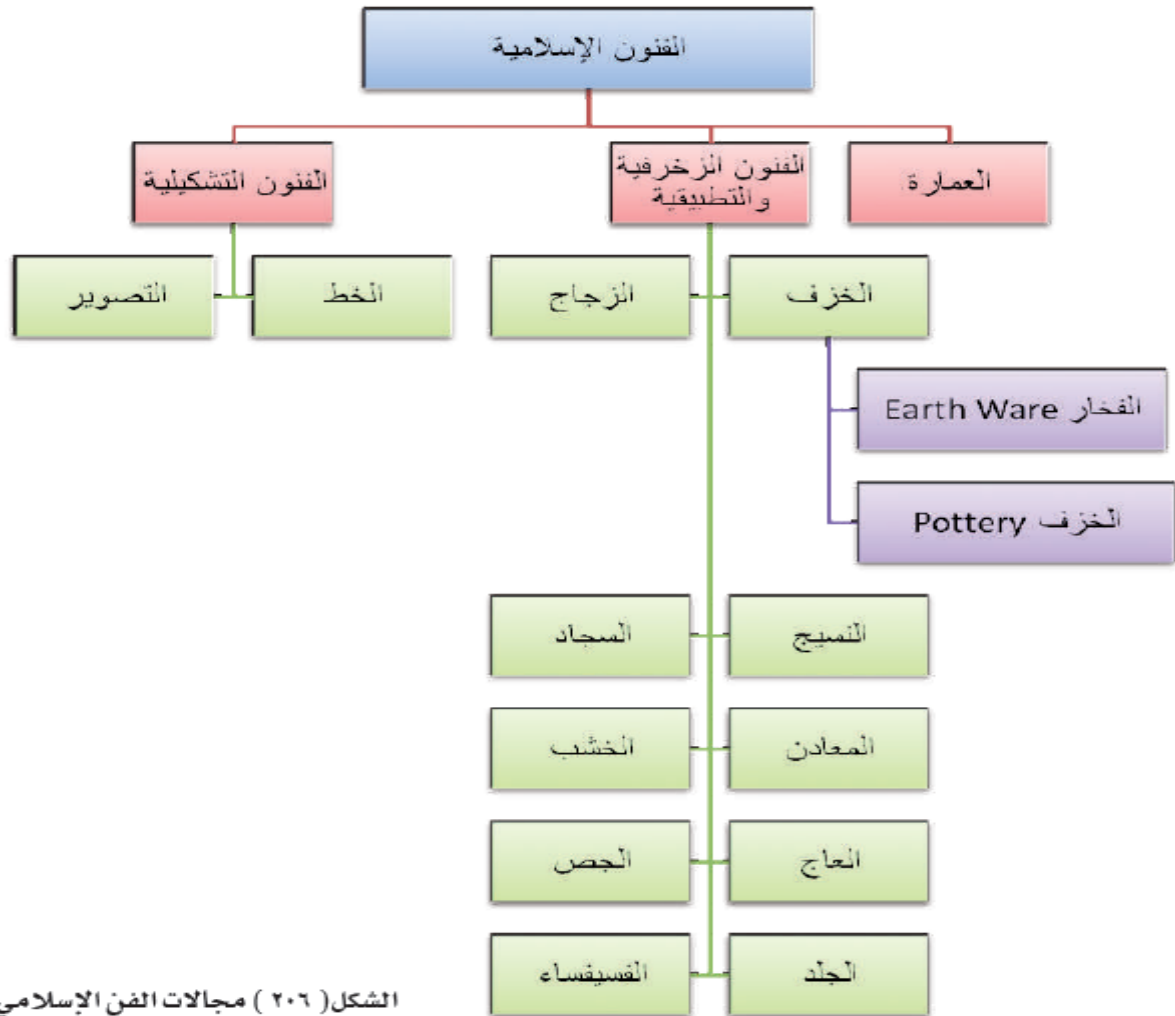 الفنون الإسلامية
العمارة
الفنون الزخرفية
والتطبيقية
الفنون التشكيلية
الخزف
الزجاج
الخط
التصوير
الفخار Earth Ware
الخزف Pottery
النسيج
السجاد
المعادن
الخشب
العاج
الجص
الجلد
الفسيفساء
الشكل( ٢٠٦ ) مجالات الفن الإسلامي